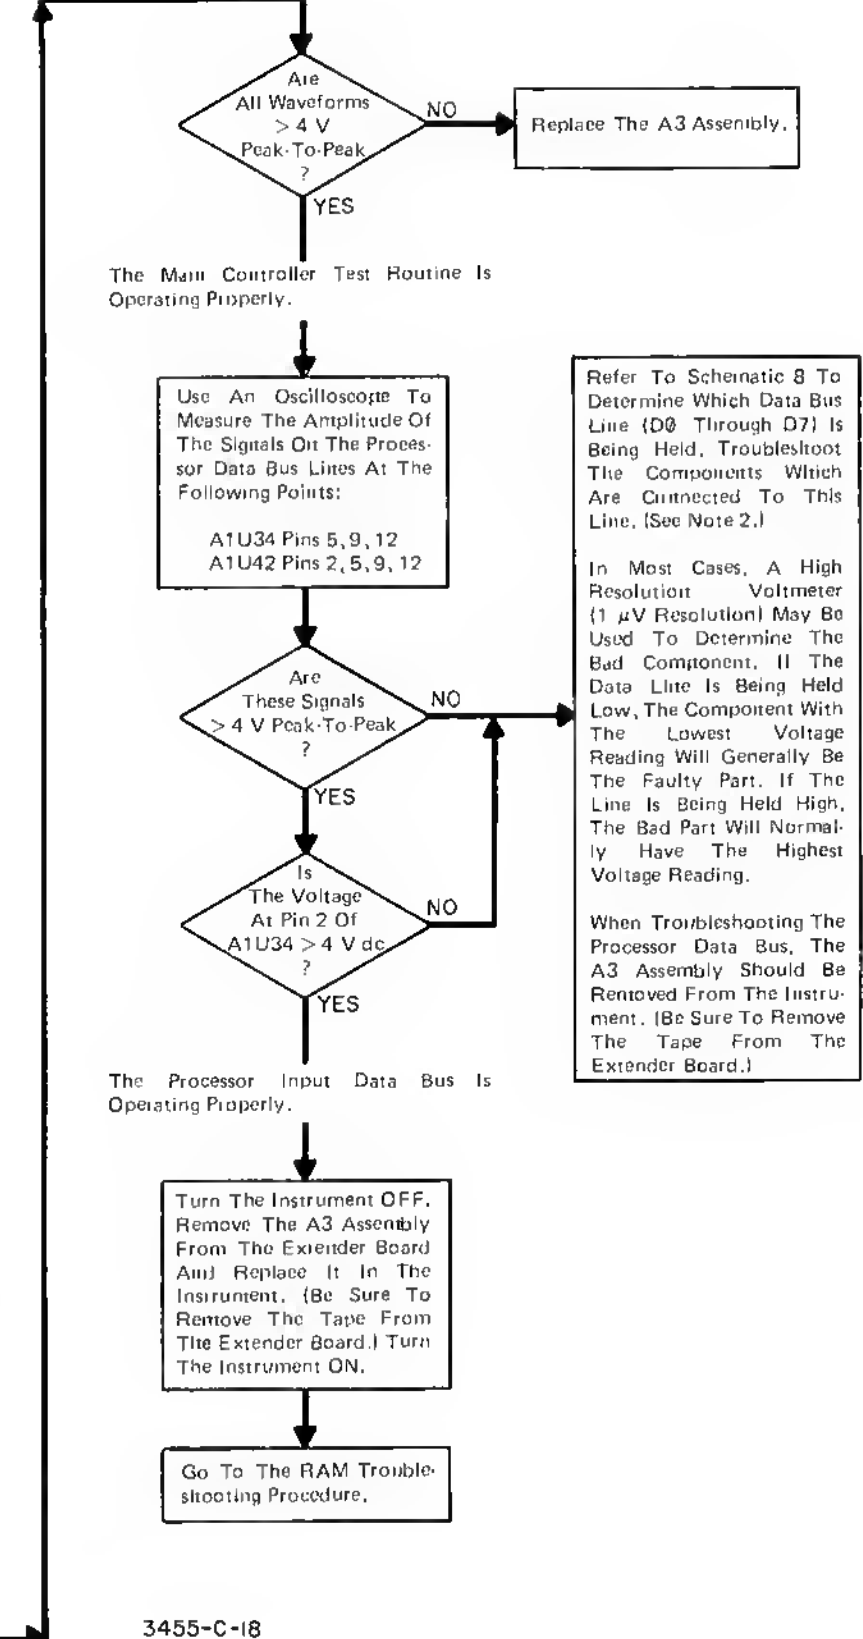 Are
All Waveforms
> 4 V
Peak-To-Peak
?
NO
Replace The A3 Assembly.
YES
The Main Controller Test Routine Is
Operating Properly.
Use An Oscilloscope To
Measure The Amplitude Of
The Signals On The Proces-
sor Data Bus Lines At The
Following Points:
A1U34 Pins 5, 9, 12
A1U42 Pins 2, 5, 9, 12
Are
These Signals
> 4 V Peak-To-Peak
?
NO
YES
Is
The Voltage
At Pin 2 Of
A1U34 > 4 V dc
?
NO
YES
Refer To Schematic 8 To
Determine Which Data Bus
Line (DØ Through D7) Is
Being Held. Troubleshoot
The Components Which
Are Connected To This
Line. (See Note 2.)
In Most Cases, A High
Resolution Voltmeter
(1 μV Resolution) May Be
Used To Determine The
Bad Component. If The
Data Line Is Being Held
Low, The Component With
The Lowest Voltage
Reading Will Generally Be
The Faulty Part. If The
Line Is Being Held High,
The Bad Part Will Normal-
ly Have The Highest
Voltage Reading.
When Troubleshooting The
Processor Data Bus, The
A3 Assembly Should Be
Removed From The Instru-
ment. (Be Sure To Remove
The Tape From The
Extender Board.)
The Processor Input Data Bus Is
Operating Properly.
Turn The Instrument OFF.
Remove The A3 Assembly
From The Extender Board
And Replace It In The
Instrument. (Be Sure To
Remove The Tape From
The Extender Board.) Turn
The Instrument ON.
Go To The RAM Trouble-
shooting Procedure.
3455-C-18